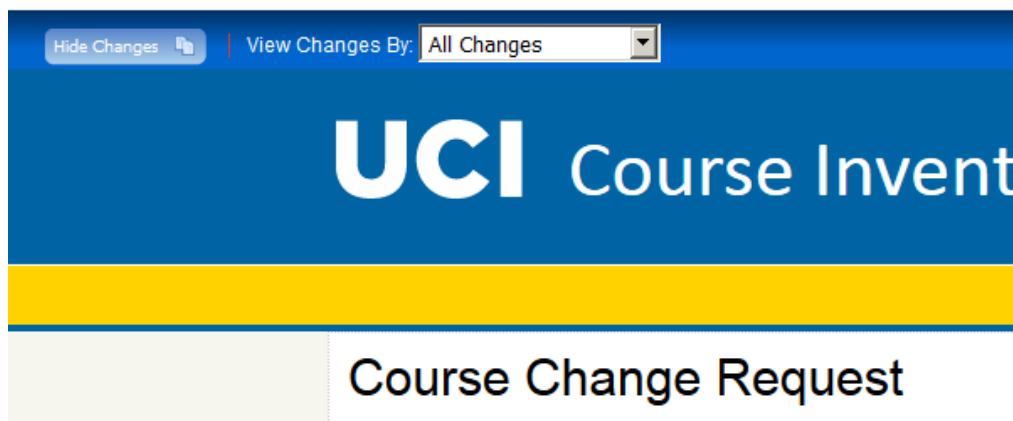 Hide Changes View Changes By: All Changes
UCI Course Invent
Course Change Request